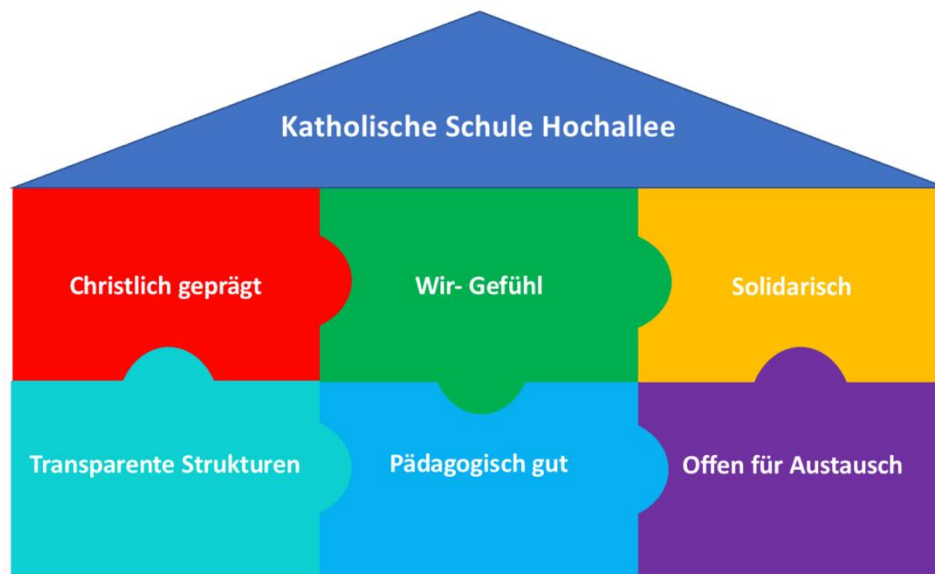 Katholische Schule Hochallee
Christlich geprägt
Wir- Gefühl
Solidarisch
Transparente Strukturen
Pädagogisch gut
Offen für Austausch